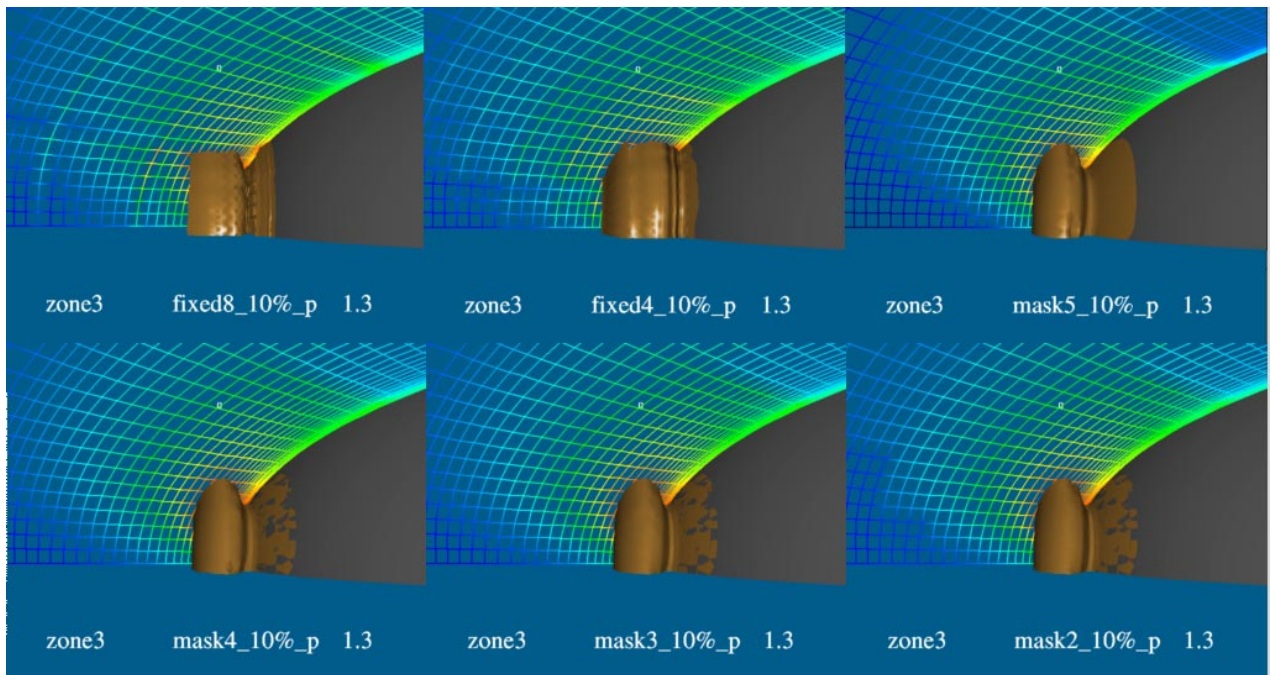 zone3 fixed8_10%_p 1.3
zone3 fixed4_10%_p 1.3
zone3 mask5_10%_p 1.3
zone3 mask4_10%_p 1.3
zone3 mask3_10%_p 1.3
zone3 mask2_10%_p 1.3